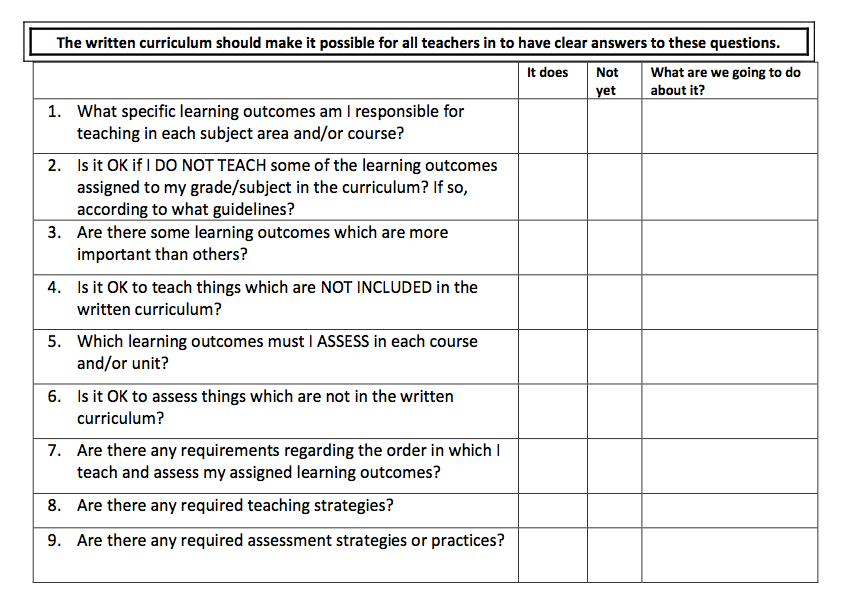 The written curriculum should make it possible for all teachers in to have clear answers to these questions.
It does
Not
yet
What are we going to do
about it?
1. What specific learning outcomes am I responsible for
teaching in each subject area and/or course?
2. Is it OK if I DO NOT TEACH some of the learning outcomes
assigned to my grade/subject in the curriculum? If so,
according to what guidelines?
3. Are there some learning outcomes which are more
important than others?
4. Is it OK to teach things which are NOT INCLUDED in the
written curriculum?
5. Which learning outcomes must I ASSESS in each course
and/or unit?
6. Is it OK to assess things which are not in the written
curriculum?
7. Are there any requirements regarding the order in which I
teach and assess my assigned learning outcomes?
8. Are there any required teaching strategies?
9. Are there any required assessment strategies or practices?